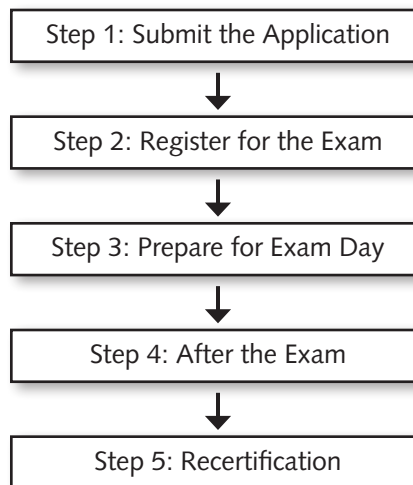 Step 1: Submit the Application
Step 2: Register for the Exam
Step 3: Prepare for Exam Day
Step 4: After the Exam
Step 5: Recertification